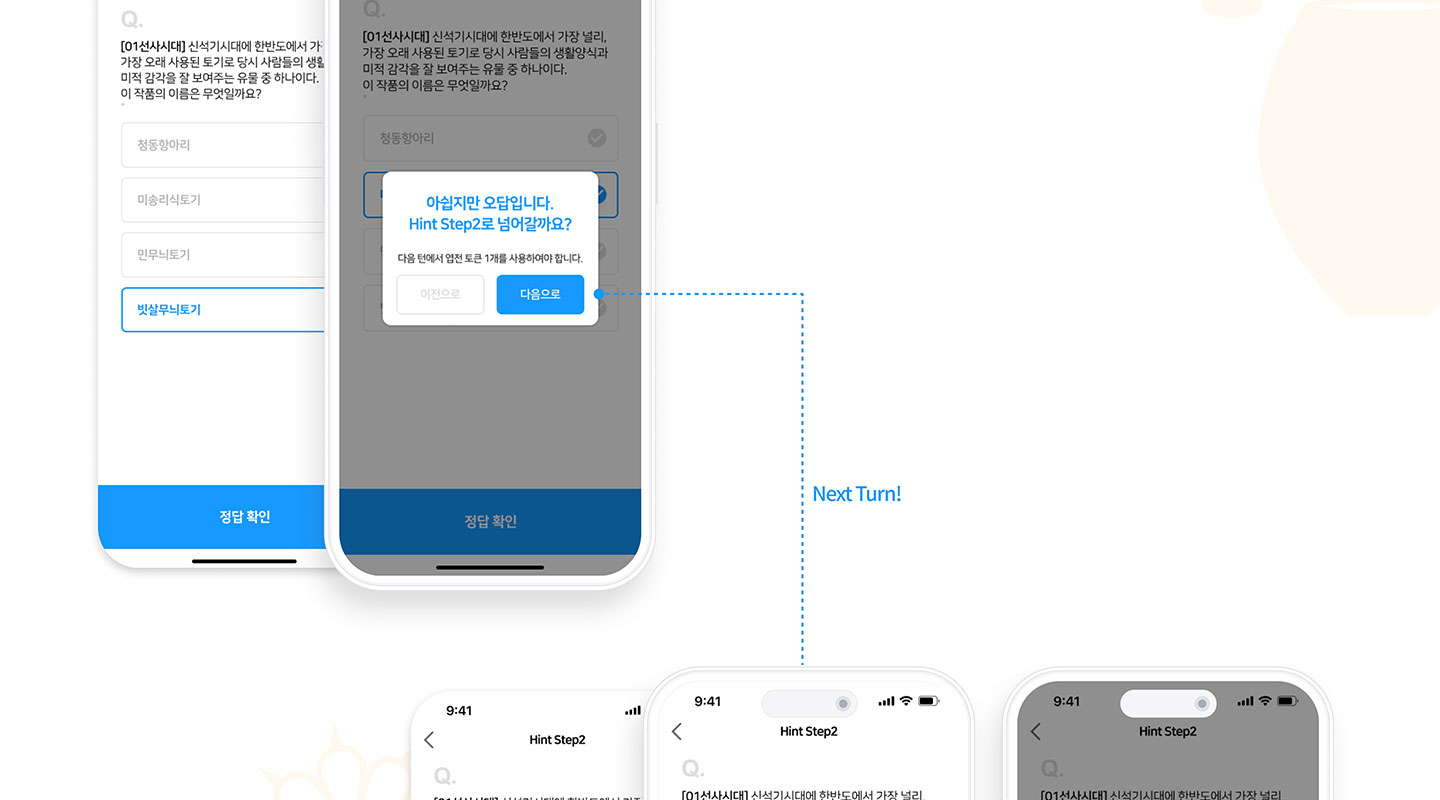 Q.
[01선사시대] 신석기시대에 한반도에서 가
가장 오래 사용된 토기로 당시 사람들의 생활
미적 감각을 잘 보여주는 유물 중 하나이다.
이 작품의 이름은 무엇일까요?
청동항아리
미송리식토기
민무늬토기
빗살무늬토기
정답 확인
Q.
[01선사시대] 신석기시대에 한반도에서 가장 널리,
가장 오래 사용된 토기로 당시 사람들의 생활양식과
미적 감각을 잘 보여주는 유물 중 하나이다.
이 작품의 이름은 무엇일까요?
청동항아리
아쉽지만 오답입니다.
Hint Step2로 넘어갈까요?
다음 턴에서 엽전 토큰 1개를 사용하여야 합니다.
이전으로
다음으로
정답 확인
Next Turn!
9:41
Hint Step2
Q.
9:41
Hint Step2
Q.
[01선사시대] 신석기시대에 한반도에서 가장 널리,
9:41
Hint Step2
Q.
[01선사시대] 신석기시대에 한반도에서 가장 널리,